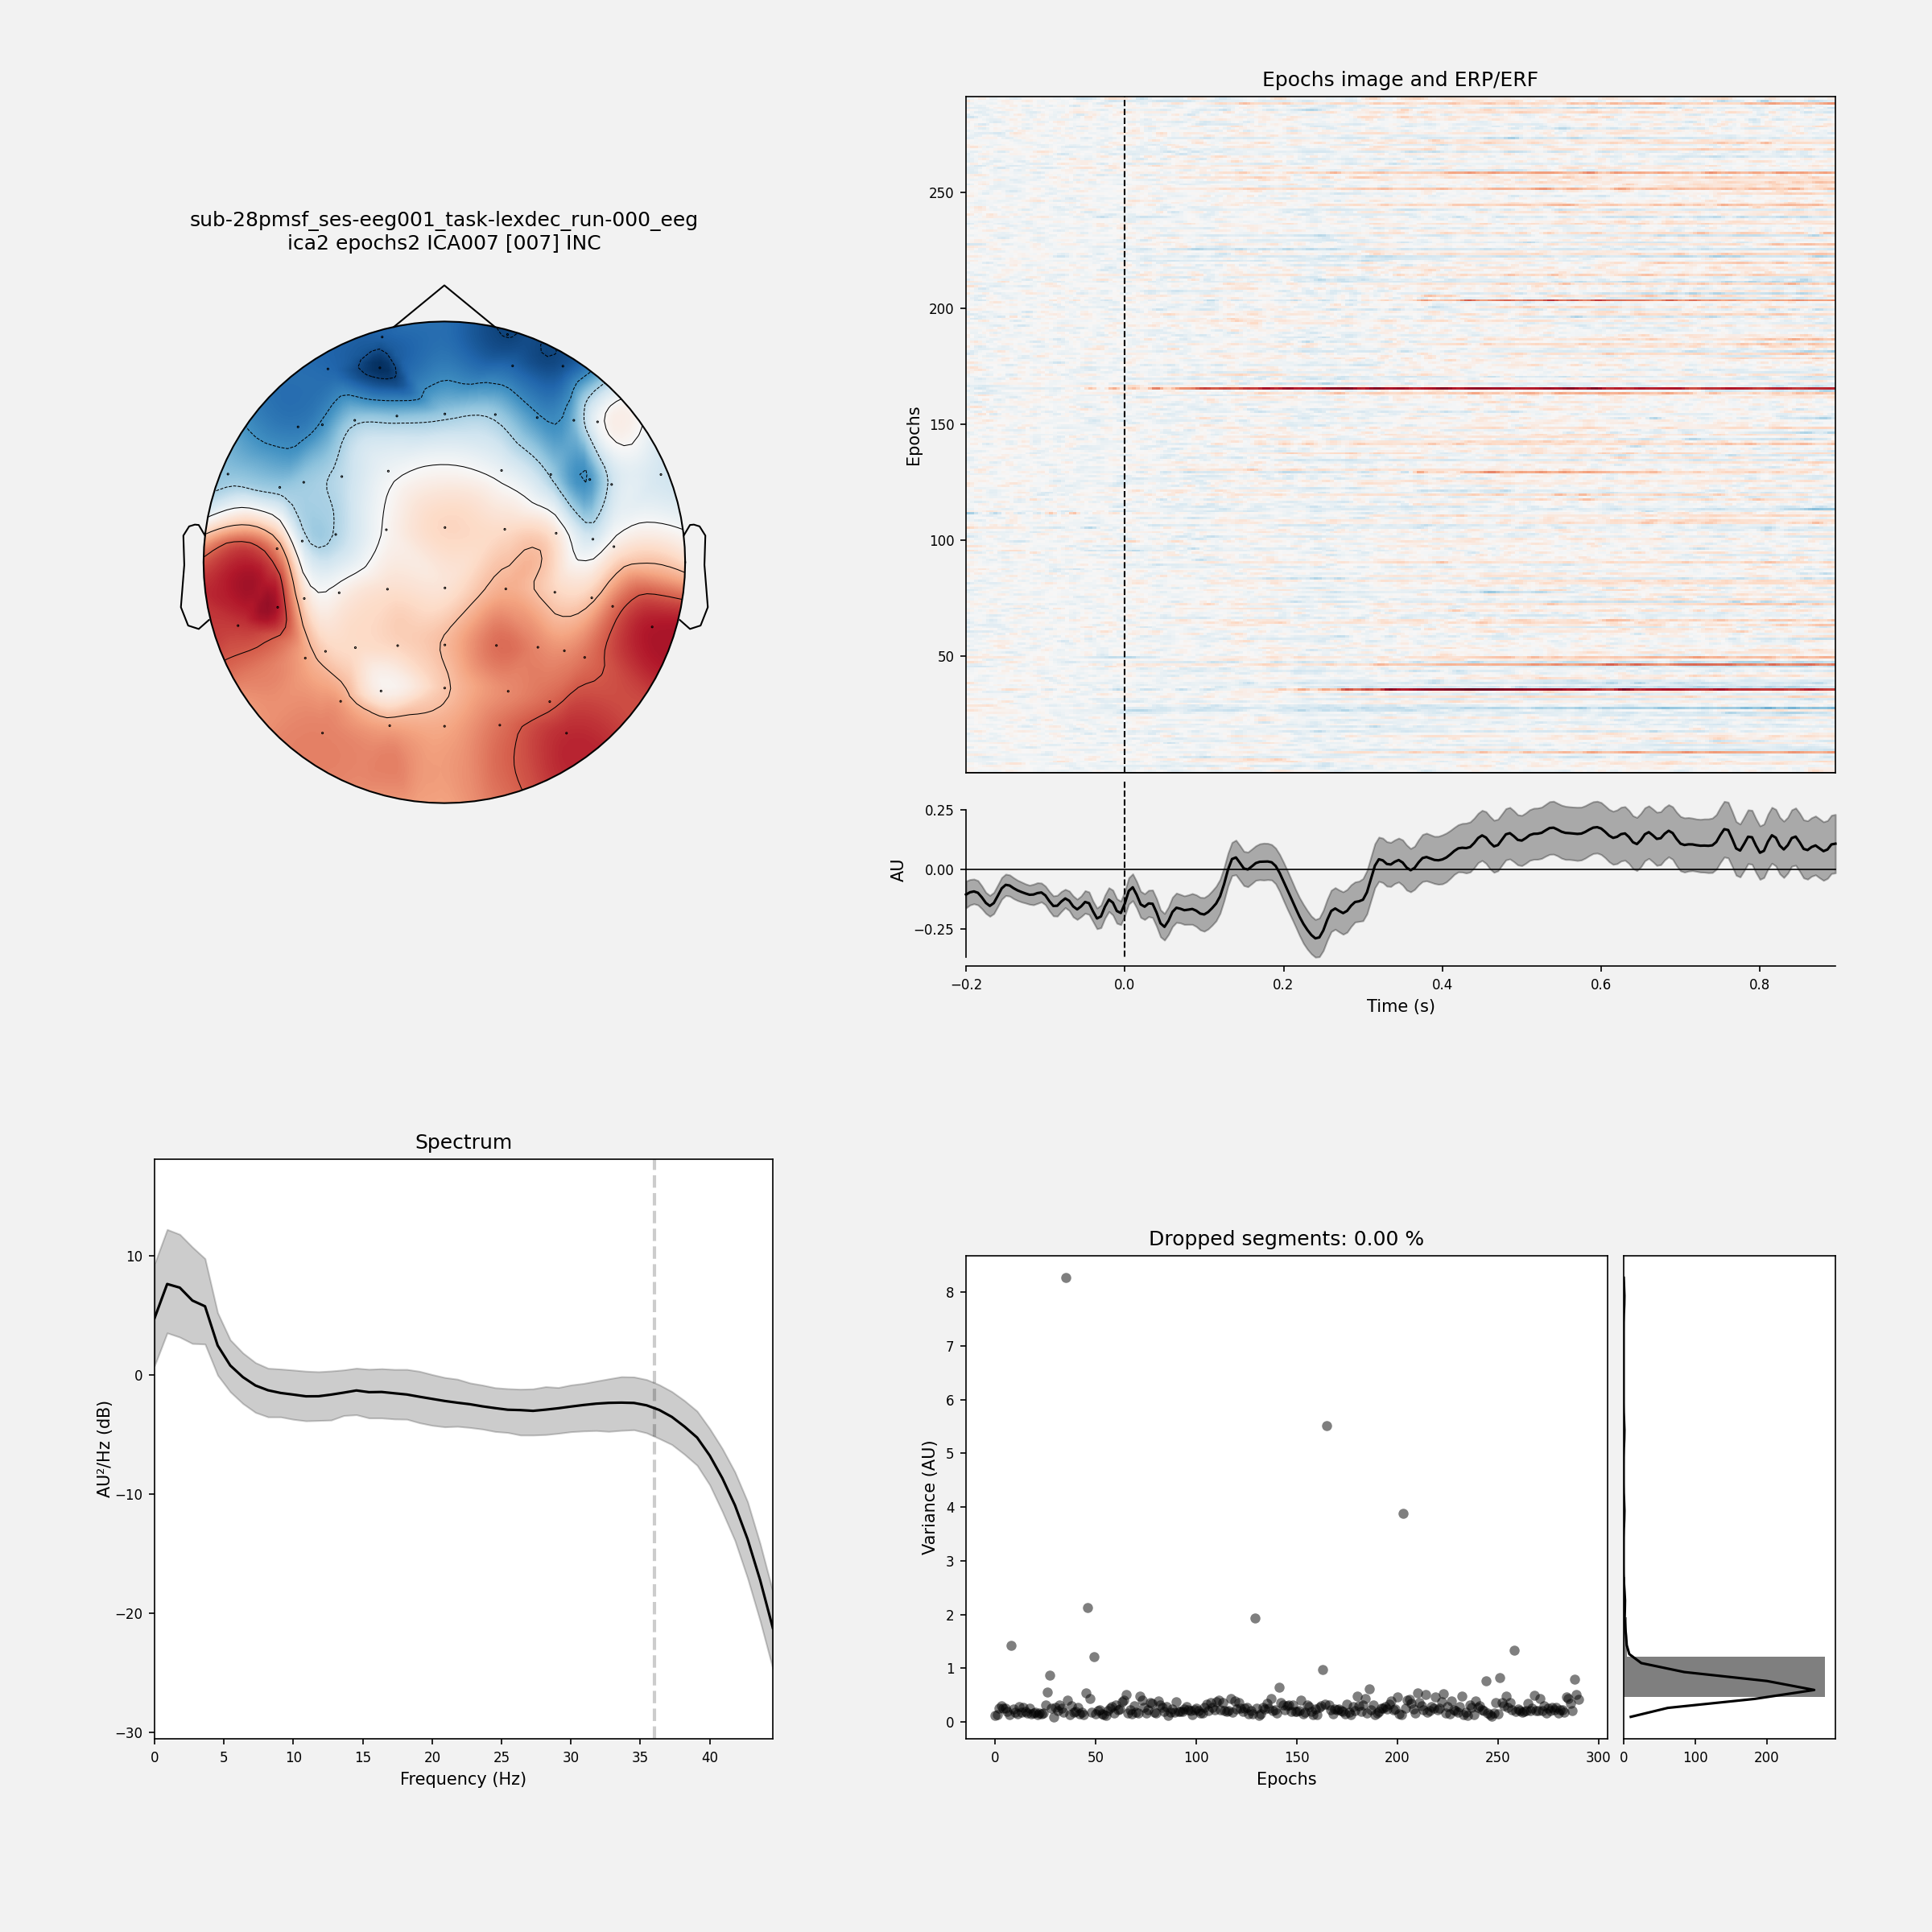 sub-28pmsf_ses-eeg001_task-lexdec_run-000_eeg
ica2 epochs2 ICA007 [007] INC
Epochs image and ERP/ERF
Epochs
250
200
150
100
50
AU
0.25
0.00
−0.25
−0.2 0.0 0.2 0.4 0.6 0.8
Time (s)
Spectrum
AU²/Hz (dB)
10
0
−10
−20
−30
0 5 10 15 20 25 30 35 40
Frequency (Hz)
Dropped segments: 0.00 %
Variance (AU)
8
7
6
5
4
3
2
1
0
0 50 100 150 200 250 300
Epochs
0 100 200